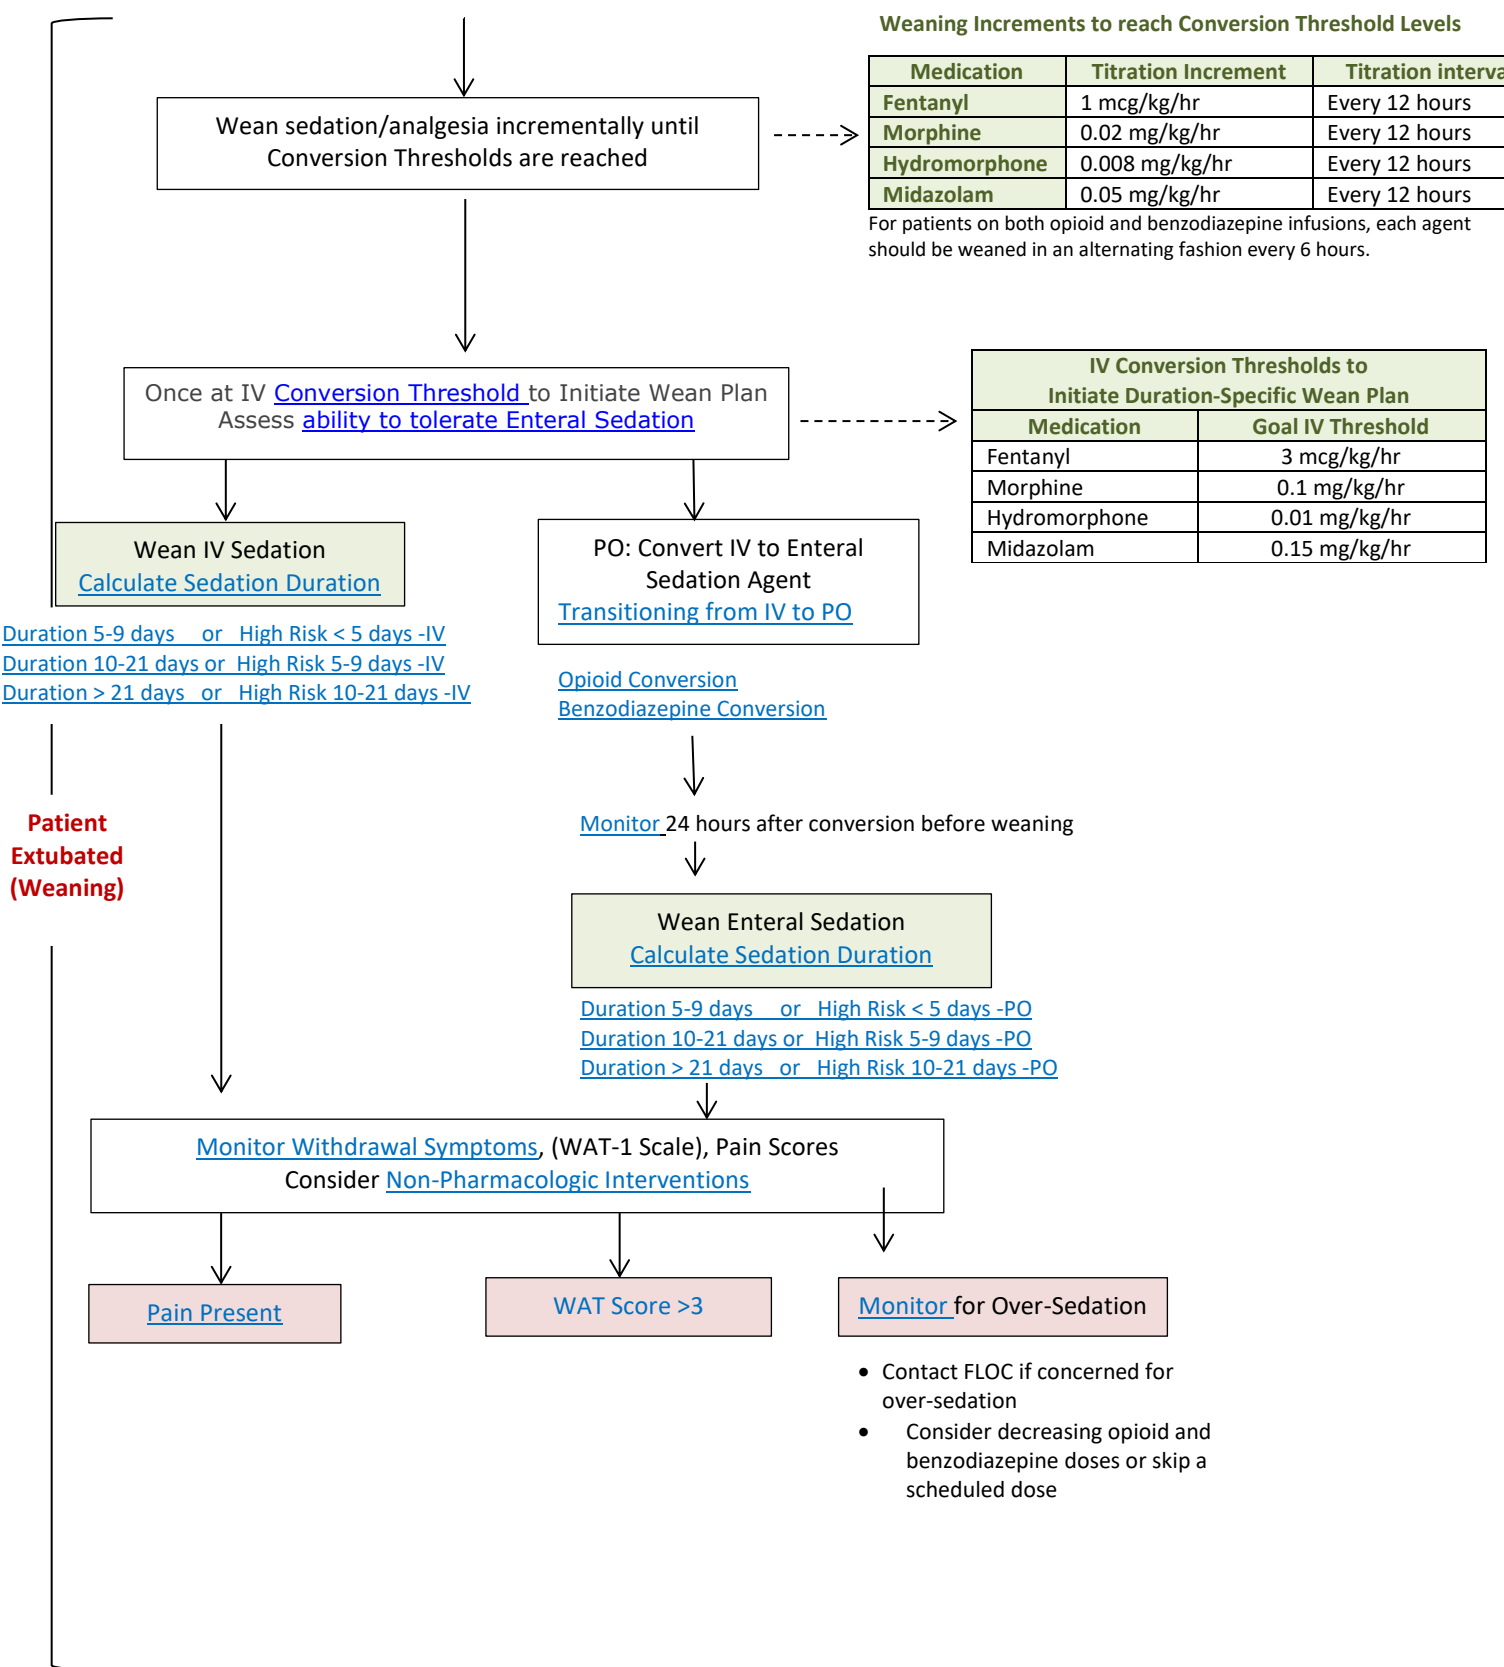 Weaning Increments to reach Conversion Threshold Levels
Medication Titration Increment Titration interva
Fentanyl 1 mcg/kg/hr Every 12 hours
Morphine 0.02 mg/kg/hr Every 12 hours
Hydromorphone 0.008 mg/kg/hr Every 12 hours
Midazolam 0.05 mg/kg/hr Every 12 hours
For patients on both opioid and benzodiazepine infusions, each agent
should be weaned in an alternating fashion every 6 hours.
Wean sedation/analgesia incrementally until
Conversion Thresholds are reached
Once at IV Conversion Threshold to Initiate Wean Plan
Assess ability to tolerate Enteral Sedation
IV Conversion Thresholds to
Initiate Duration-Specific Wean Plan
Medication Goal IV Threshold
Fentanyl 3 mcg/kg/hr
Morphine 0.1 mg/kg/hr
Hydromorphone 0.01 mg/kg/hr
Midazolam 0.15 mg/kg/hr
Wean IV Sedation
Calculate Sedation Duration
Duration 5-9 days or High Risk < 5 days -IV
Duration 10-21 days or High Risk 5-9 days -IV
Duration > 21 days or High Risk 10-21 days -IV
PO: Convert IV to Enteral
Sedation Agent
Transitioning from IV to PO
Opioid Conversion
Benzodiazepine Conversion
Monitor 24 hours after conversion before weaning
Patient
Extubated
(Weaning)
Wean Enteral Sedation
Calculate Sedation Duration
Duration 5-9 days or High Risk < 5 days -PO
Duration 10-21 days or High Risk 5-9 days -PO
Duration > 21 days or High Risk 10-21 days -PO
Monitor Withdrawal Symptoms, (WAT-1 Scale), Pain Scores
Consider Non-Pharmacologic Interventions
Pain Present
WAT Score >3
Monitor for Over-Sedation
• Contact FLOC if concerned for
over-sedation
• Consider decreasing opioid and
benzodiazepine doses or skip a
scheduled dose